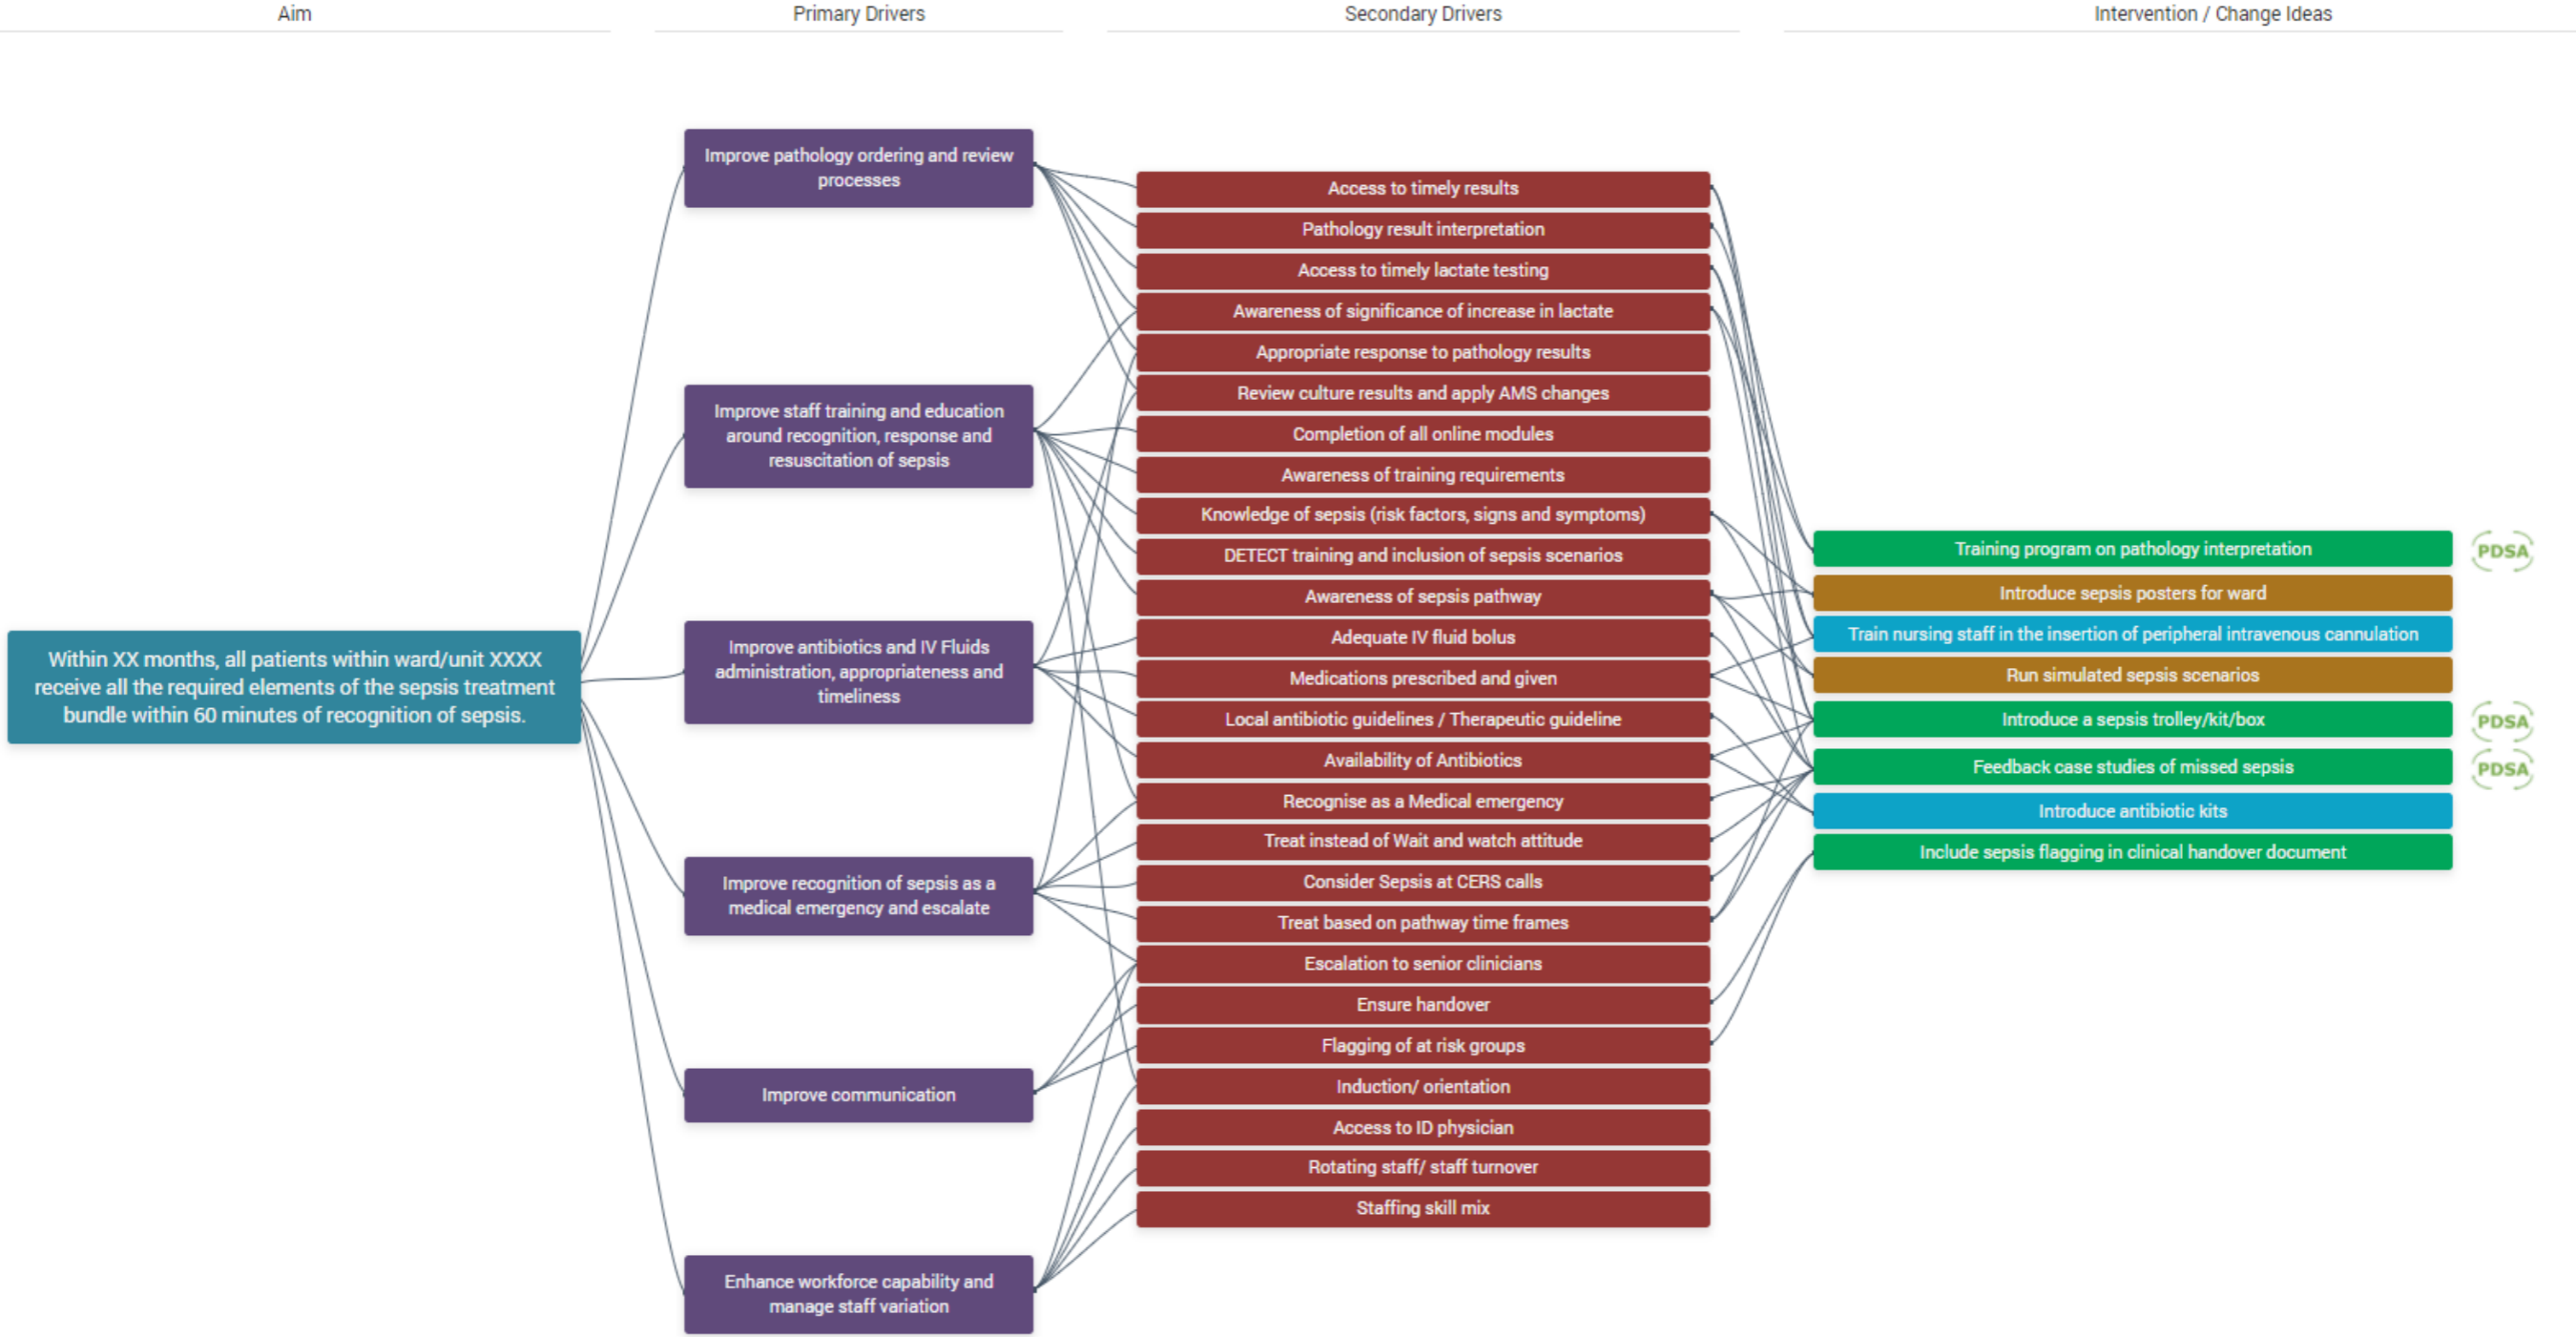 Aim
Primary Drivers
Secondary Drivers
Intervention / Change Ideas
Within XX months, all patients within ward/unit XXXX
receive all the required elements of the sepsis treatment
bundle within 60 minutes of recognition of sepsis.
Improve pathology ordering and review
processes
Improve staff training and education
around recognition, response and
resuscitation of sepsis
Improve antibiotics and IV Fluids
administration, appropriateness and
timeliness
Improve recognition of sepsis as a
medical emergency and escalate
Improve communication
Enhance workforce capability and
manage staff variation
Access to timely results
Pathology result interpretation
Access to timely lactate testing
Awareness of significance of increase in lactate
Appropriate response to pathology results
Review culture results and apply AMS changes
Completion of all online modules
Awareness of training requirements
Knowledge of sepsis (risk factors, signs and symptoms)
DETECT training and inclusion of sepsis scenarios
Awareness of sepsis pathway
Adequate IV fluid bolus
Medications prescribed and given
Local antibiotic guidelines / Therapeutic guideline
Availability of Antibiotics
Recognise as a Medical emergency
Treat instead of Wait and watch attitude
Consider Sepsis at CERS calls
Treat based on pathway time frames
Escalation to senior clinicians
Ensure handover
Flagging of at risk groups
Induction/ orientation
Access to ID physician
Rotating staff/ staff turnover
Staffing skill mix
Training program on pathology interpretation
PDSA
Introduce sepsis posters for ward
Train nursing staff in the insertion of peripheral intravenous cannulation
Run simulated sepsis scenarios
Introduce a sepsis trolley/kit/box
PDSA
Feedback case studies of missed sepsis
PDSA
Introduce antibiotic kits
Include sepsis flagging in clinical handover document